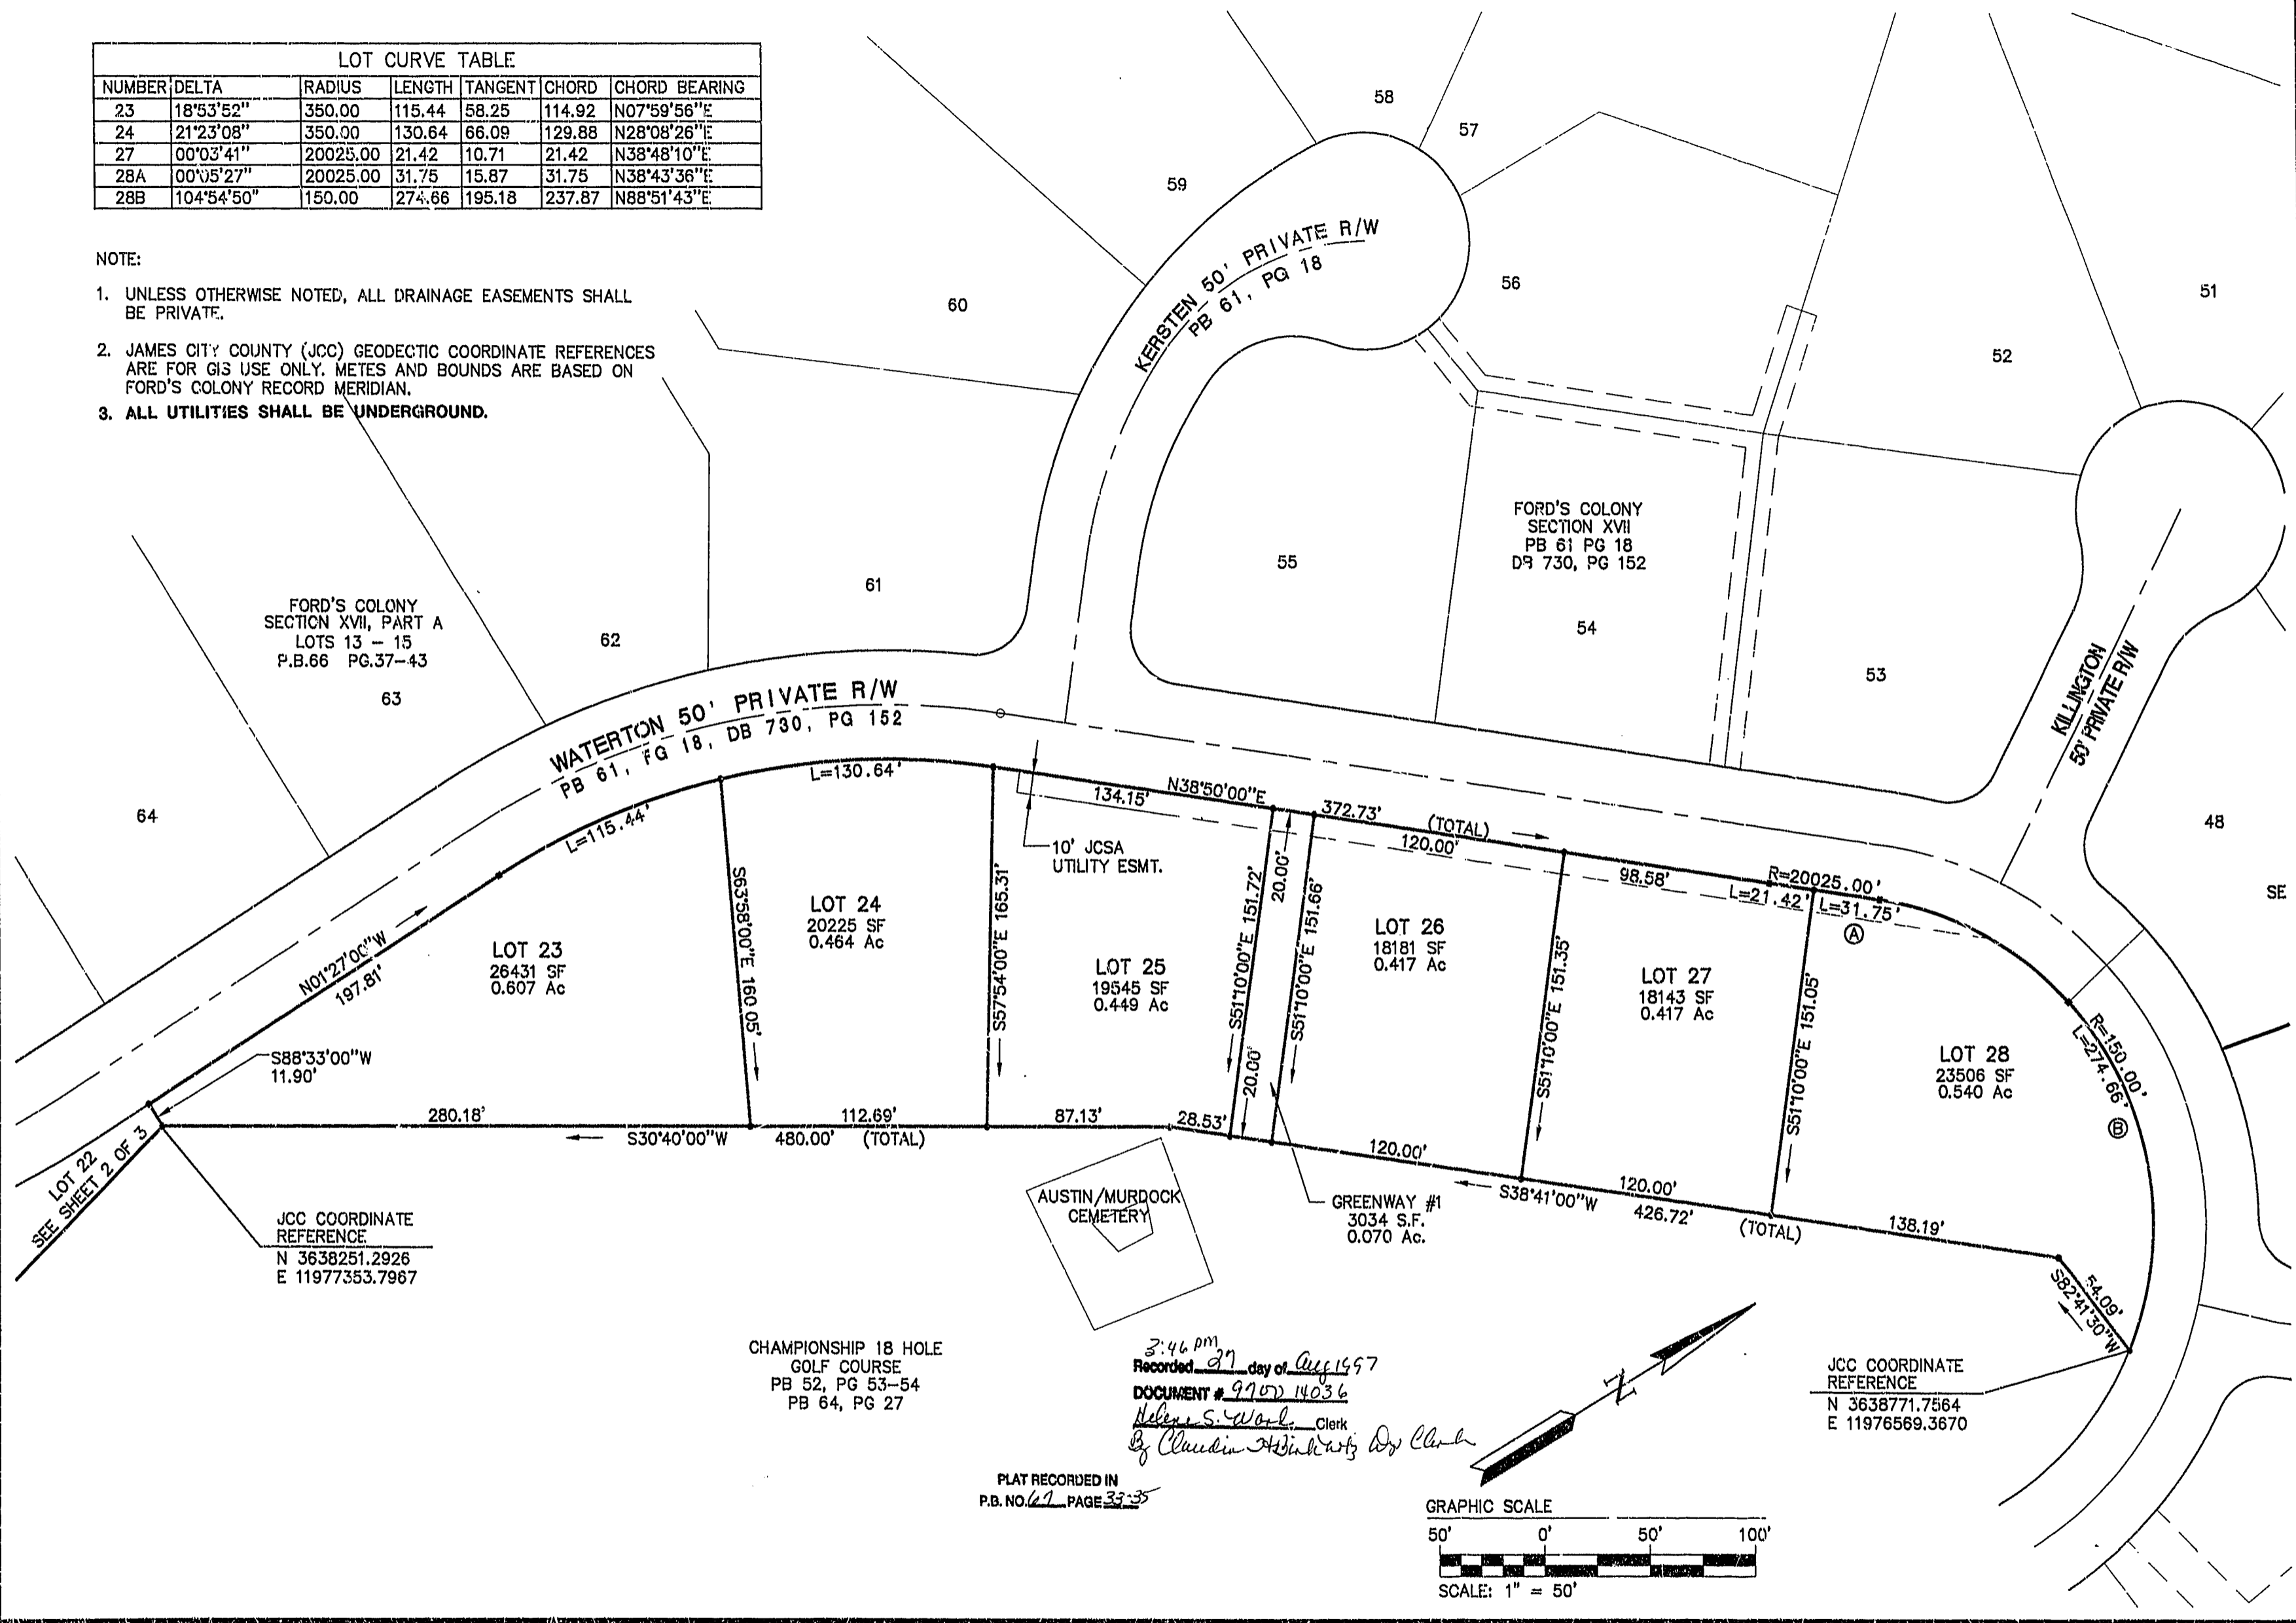 LOT CURVE TABLE
NUMBER DELTA RADIUS LENGTH TANGENT CHORD CHORD BEARING
23 18°53'52" 350.00 115.44 58.25 114.92 N07°59'56"E
24 21°23'08" 350.00 130.64 66.09 129.88 N28°08'26"E
27 00°03'41" 20025.00 21.42 10.71 21.42 N38°48'10"E
28A 00°05'27" 20025.00 31.75 15.87 31.75 N38°43'36"E
28B 104°54'50" 150.00 274.66 195.18 237.87 N88°51'43"E
NOTE:
1. UNLESS OTHERWISE NOTED, ALL DRAINAGE EASEMENTS SHALL
BE PRIVATE.
2. JAMES CITY COUNTY (JCC) GEODECTIC COORDINATE REFERENCES
ARE FOR GIS USE ONLY. METES AND BOUNDS ARE BASED ON
FORD'S COLONY RECORD MERIDIAN.
3. ALL UTILITIES SHALL BE UNDERGROUND.
58
57
59
60
56
51
52
KERSTEN 50' PRIVATE R/W
PB 61, PG 18
FORD'S COLONY
SECTION XVII
PB 61 PG 18
DB 730, PG 152
55
54
53
61
62
63
64
48
SE
FORD'S COLONY
SECTION XVII, PART A
LOTS 13 - 15
P.B.66 PG.37-43
KILLINGTON
50' PRIVATE R/W
WATERTON 50' PRIVATE R/W
PB 61, PG 18, DB 730, PG 152
L=115.44'
L=130.64'
134.15'
N38°50'00"E
372.73'
(TOTAL)
120.00'
98.58'
R=20025.00'
L=21.42'
L=31.75'
A
10' JCSA
UTILITY ESMT.
N01°27'00"W
197.81'
S88°33'00"W
11.90'
S63°58'00"E 160.05'
S57°54'00"E 165.31'
S51°10'00"E 151.72'
20.00'
20.00'
S51°10'00"E 151.66'
S51°10'00"E 151.35'
S51°10'00"E 151.05'
LOT 23
26431 SF
0.607 Ac
LOT 24
20225 SF
0.464 Ac
LOT 25
19545 SF
0.449 Ac
LOT 26
18181 SF
0.417 Ac
LOT 27
18143 SF
0.417 Ac
LOT 28
23506 SF
0.540 Ac
R=150.00'
L=274.66'
B
280.18'
S30°40'00"W
480.00' (TOTAL)
112.69'
87.13'
28.53'
120.00'
S38°41'00"W
120.00'
426.72'
(TOTAL)
138.19'
54.09'
S82°41'30"W
LOT 22
SEE SHEET 2 OF 3
JCC COORDINATE
REFERENCE
N 3638251.2926
E 11977353.7967
AUSTIN/MURDOCK
CEMETERY
GREENWAY #1
3034 S.F.
0.070 Ac.
CHAMPIONSHIP 18 HOLE
GOLF COURSE
PB 52, PG 53-54
PB 64, PG 27
3:46 pm
Recorded 27 day of Aug 1997
DOCUMENT # 9700 14036
Helene S. Ward Clerk
By Claudia Clerk
PLAT RECORDED IN
P.B. NO. 67 PAGE 33-35
N
JCC COORDINATE
REFERENCE
N 3638771.7564
E 11976569.3670
GRAPHIC SCALE
50' 0' 50' 100'
SCALE: 1" = 50'